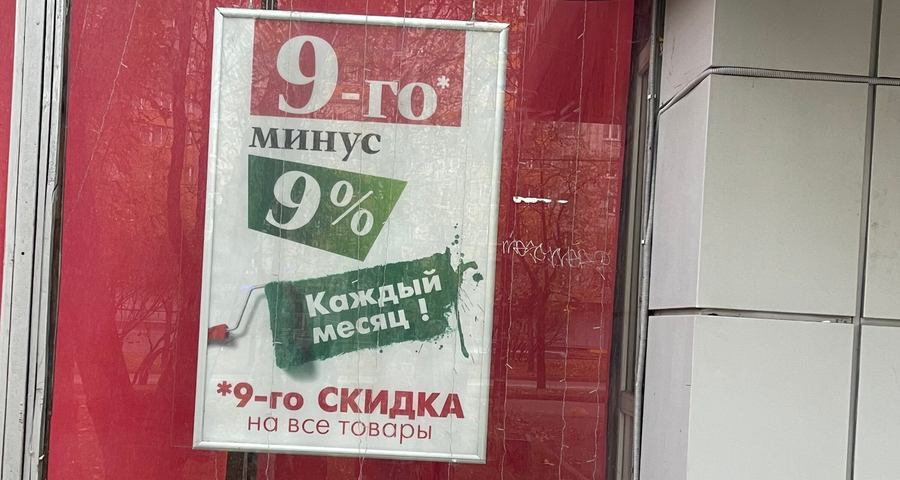 9-го*
минус
9%
Каждый
месяц !
*9-го СКИДКА
на все товары